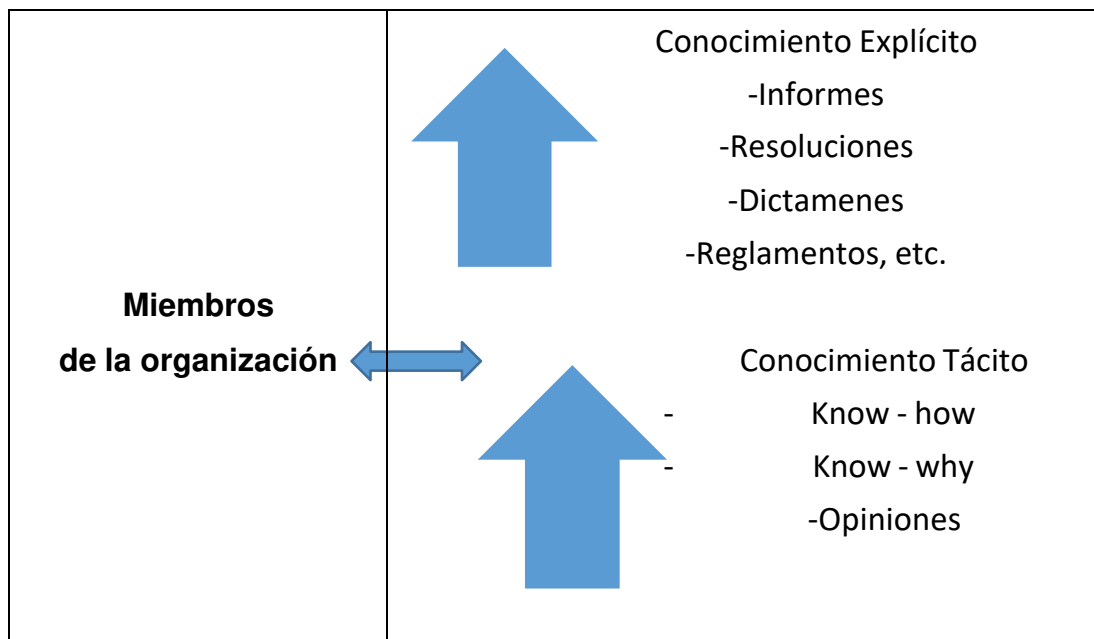 Miembros
de la organización
Conocimiento Explícito
-Informes
-Resoluciones
-Dictamenes
-Reglamentos, etc.
Conocimiento Tácito
- Know - how
- Know - why
-Opiniones